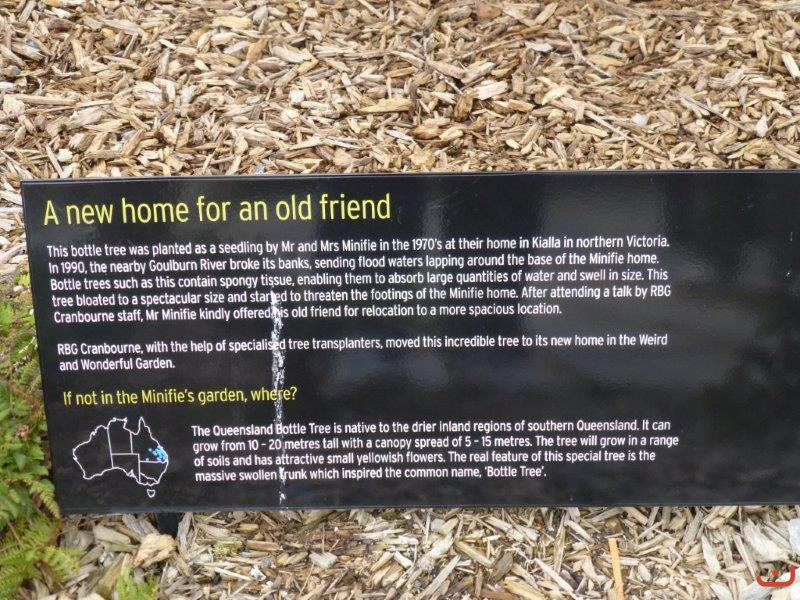 A new home for an old friend
This bottle tree was planted as a seedling by Mr and Mrs Minifie in the 1970's at their home in Kialla in northern Victoria.
In 1990, the nearby Goulburn River broke its banks, sending flood waters lapping around the base of the Minifie home.
Bottle trees such as this contain spongy tissue, enabling them to absorb large quantities of water and swell in size. This
tree bloated to a spectacular size and started to threaten the footings of the Minifie home. After attending a talk by RBG
Cranbourne staff, Mr Minifie kindly offered his old friend for relocation to a more spacious location.
RBG Cranbourne, with the help of specialised tree transplanters, moved this incredible tree to its new home in the Weird
and Wonderful Garden.
If not in the Minifie's garden, where?
The Queensland Bottle Tree is native to the drier inland regions of southern Queensland. It can
grow from 10 - 20 metres tall with a canopy spread of 5 - 15 metres. The tree will grow in a range
of soils and has attractive small yellowish flowers. The real feature of this special tree is the
massive swollen trunk which inspired the common name, 'Bottle Tree'.